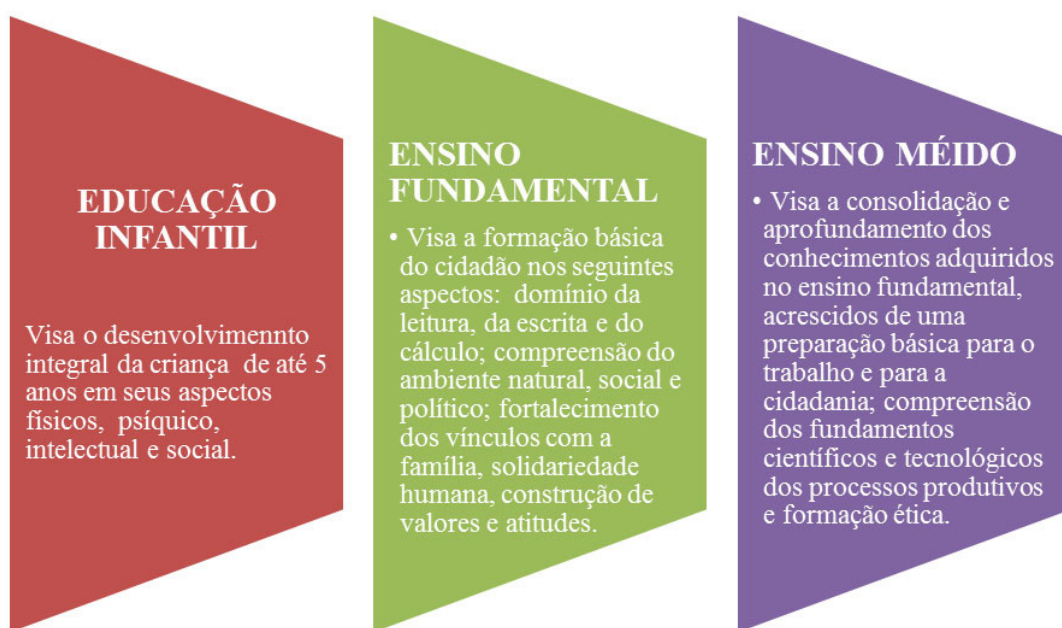 EDUCAÇÃO
INFANTIL
Visa o desenvolvimennto
integral da criança de até 5
anos em seus aspectos
físicos, psíquico,
intelectual e social.
ENSINO
FUNDAMENTAL
• Visa a formação básica
do cidadão nos seguintes
aspectos: domínio da
leitura, da escrita e do
cálculo; compreensão do
ambiente natural, social e
político; fortalecimento
dos vínculos com a
família, solidariedade
humana, construção de
valores e atitudes.
ENSINO MÉIDO
• Visa a consolidação e
aprofundamento dos
conhecimentos adquiridos
no ensino fundamental,
acrescidos de uma
preparação básica para o
trabalho e para a
cidadania; compreensão
dos fundamentos
científicos e tecnológicos
dos processos produtivos
e formação ética.